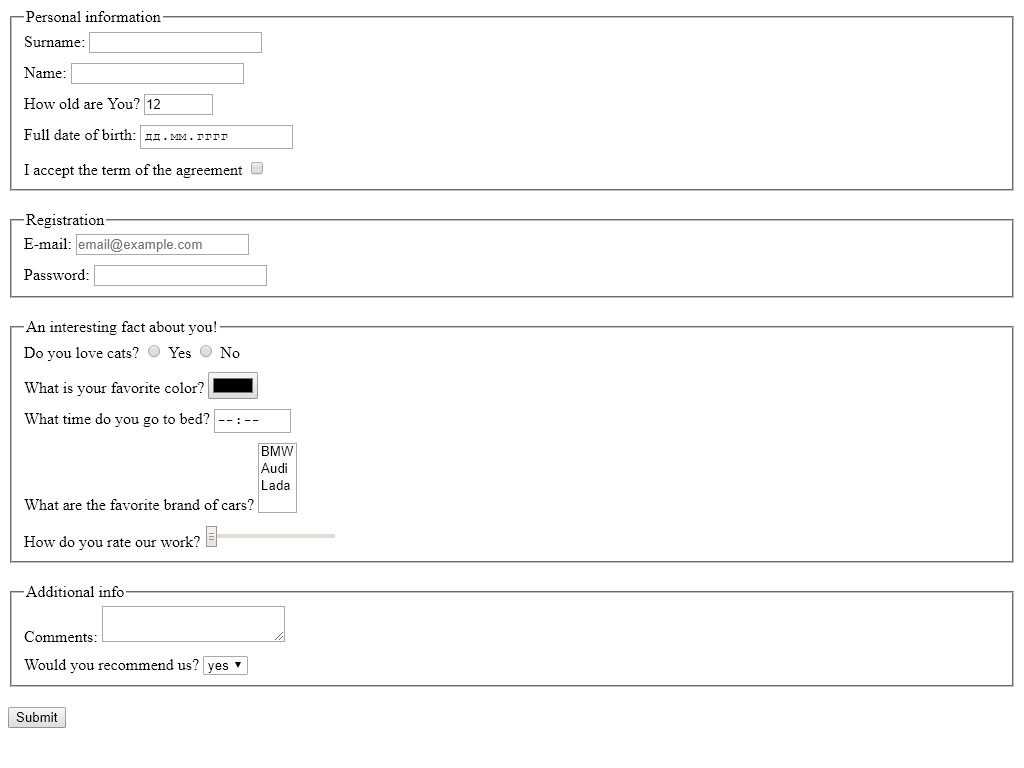 Personal information
Surname:
Name:
How old are You? 12
Full date of birth: дд.мм.гггг
I accept the term of the agreement
Registration
E-mail: email@example.com
Password:
An interesting fact about you!
Do you love cats? Yes No
What is your favorite color?
What time do you go to bed? --:--
BMW
Audi
Lada
What are the favorite brand of cars?
How do you rate our work?
Additional info
Comments:
Would you recommend us? yes
Submit